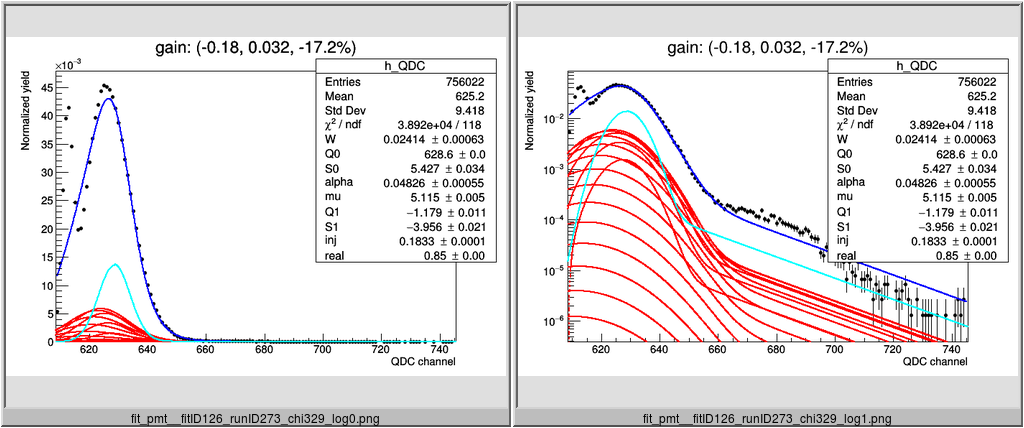 gain: (-0.18, 0.032, -17.2%)
×10⁻³
Normalized yield
45
40
35
30
25
20
15
10
5
0
620
640
660
680
700
720
740
QDC channel
h_QDC
Entries 756022
Mean 625.2
Std Dev 9.418
χ² / ndf 3.892e+04 / 118
W 0.02414 ± 0.00063
Q0 628.6 ± 0.0
S0 5.427 ± 0.034
alpha 0.04826 ± 0.00055
mu 5.115 ± 0.005
Q1 −1.179 ± 0.011
S1 −3.956 ± 0.021
inj 0.1833 ± 0.0001
real 0.85 ± 0.00
fit_pmt__fitID126_runID273_chi329_log0.png
gain: (-0.18, 0.032, -17.2%)
Normalized yield
10⁻²
10⁻³
10⁻⁴
10⁻⁵
10⁻⁶
620
640
660
680
700
720
740
QDC channel
h_QDC
Entries 756022
Mean 625.2
Std Dev 9.418
χ² / ndf 3.892e+04 / 118
W 0.02414 ± 0.00063
Q0 628.6 ± 0.0
S0 5.427 ± 0.034
alpha 0.04826 ± 0.00055
mu 5.115 ± 0.005
Q1 −1.179 ± 0.011
S1 −3.956 ± 0.021
inj 0.1833 ± 0.0001
real 0.85 ± 0.00
fit_pmt__fitID126_runID273_chi329_log1.png